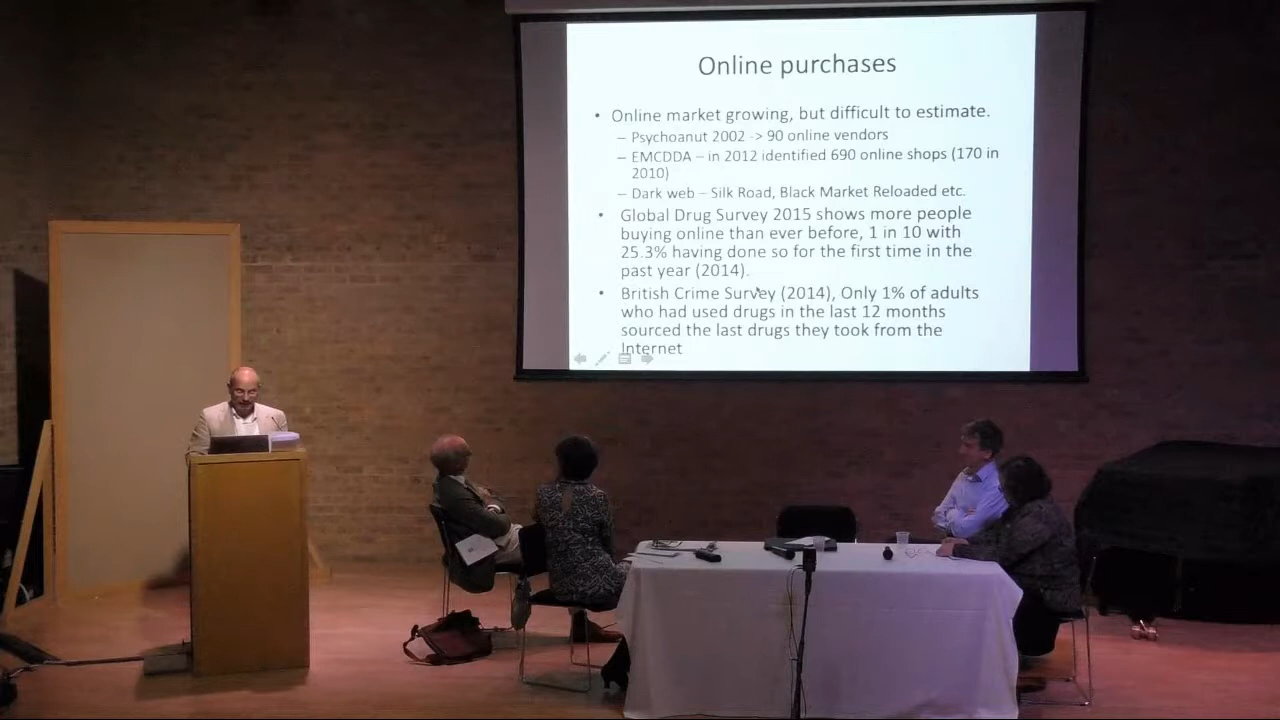 Online purchases
• Online market growing, but difficult to estimate.
– Psychoanut 2002 -> 90 online vendors
– EMCDDA – in 2012 identified 690 online shops (170 in
2010)
– Dark web – Silk Road, Black Market Reloaded etc.
• Global Drug Survey 2015 shows more people
buying online than ever before, 1 in 10 with
25.3% having done so for the first time in the
past year (2014).
• British Crime Survey (2014), Only 1% of adults
who had used drugs in the last 12 months
sourced the last drugs they took from the
Internet